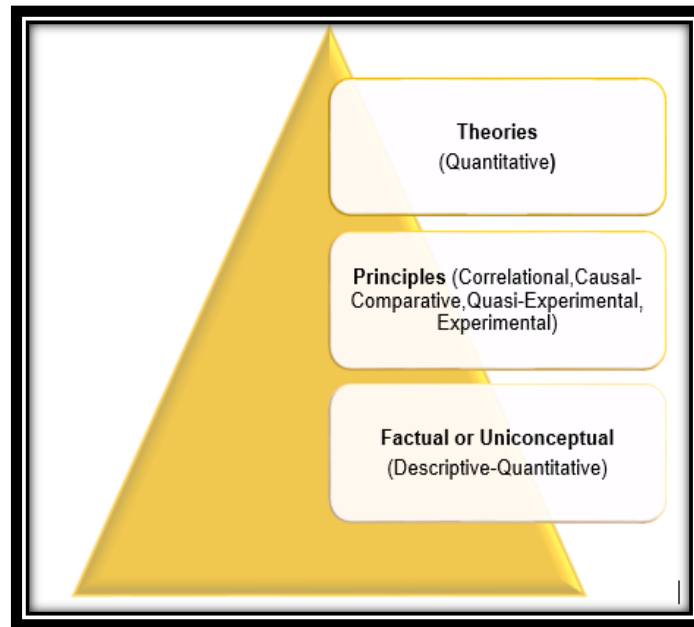 Theories
(Quantitative)
Principles (Correlational,Causal-
Comparative,Quasi-Experimental,
Experimental)
Factual or Uniconceptual
(Descriptive-Quantitative)